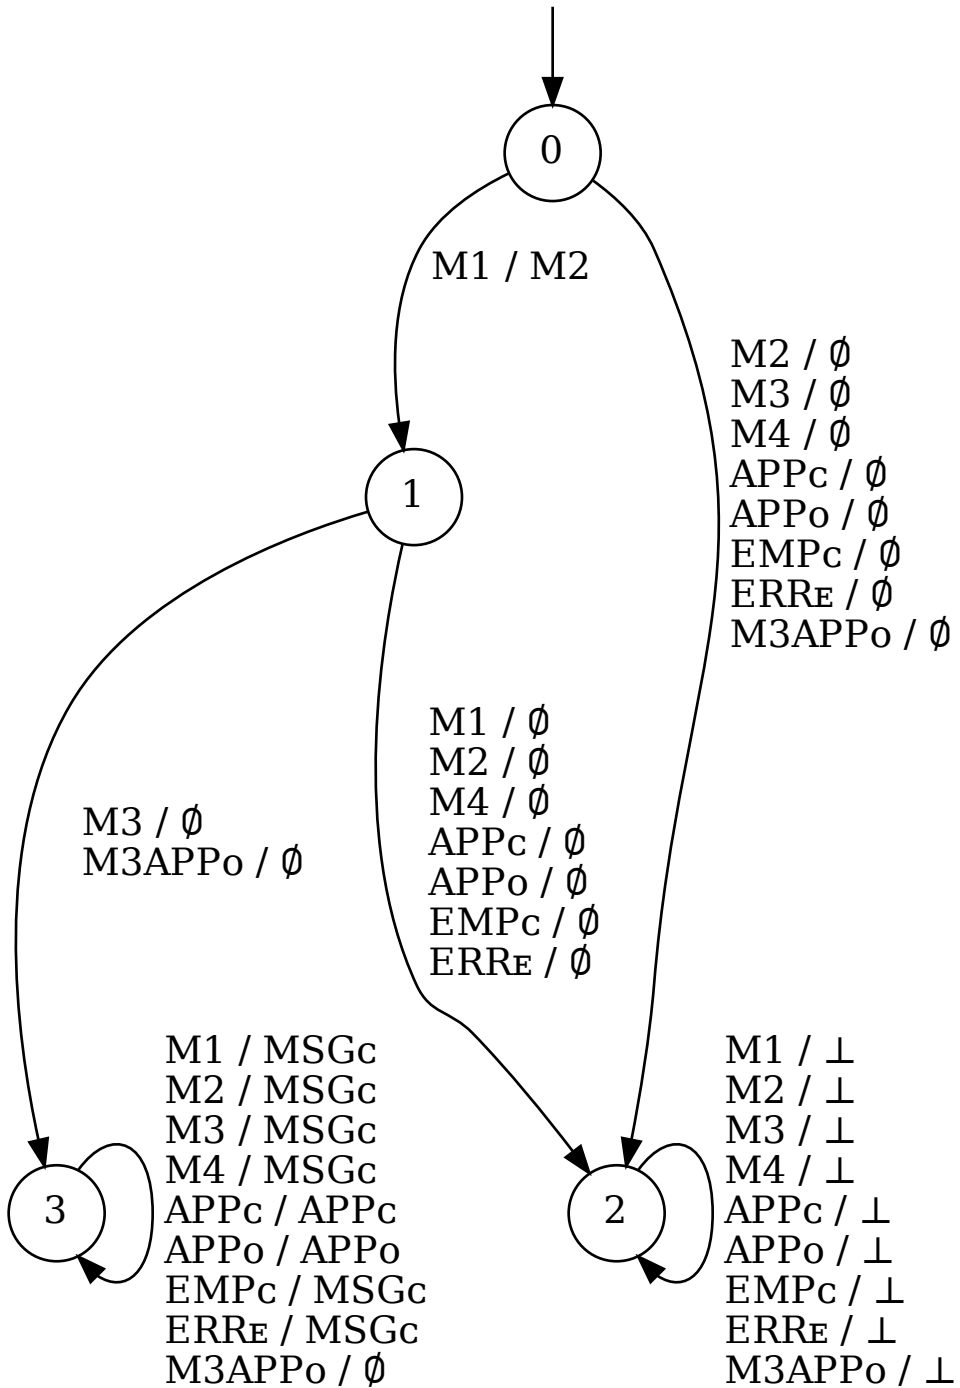 0
M1 / M2
M2 / ∅
M3 / ∅
M4 / ∅
APPc / ∅
APPo / ∅
EMPc / ∅
ERRᴇ / ∅
M3APPo / ∅
1
M1 / ∅
M2 / ∅
M4 / ∅
APPc / ∅
APPo / ∅
EMPc / ∅
ERRᴇ / ∅
M3 / ∅
M3APPo / ∅
3
M1 / MSGc
M2 / MSGc
M3 / MSGc
M4 / MSGc
APPc / APPc
APPo / APPo
EMPc / MSGc
ERRᴇ / MSGc
M3APPo / ∅
2
M1 / ⊥
M2 / ⊥
M3 / ⊥
M4 / ⊥
APPc / ⊥
APPo / ⊥
EMPc / ⊥
ERRᴇ / ⊥
M3APPo / ⊥